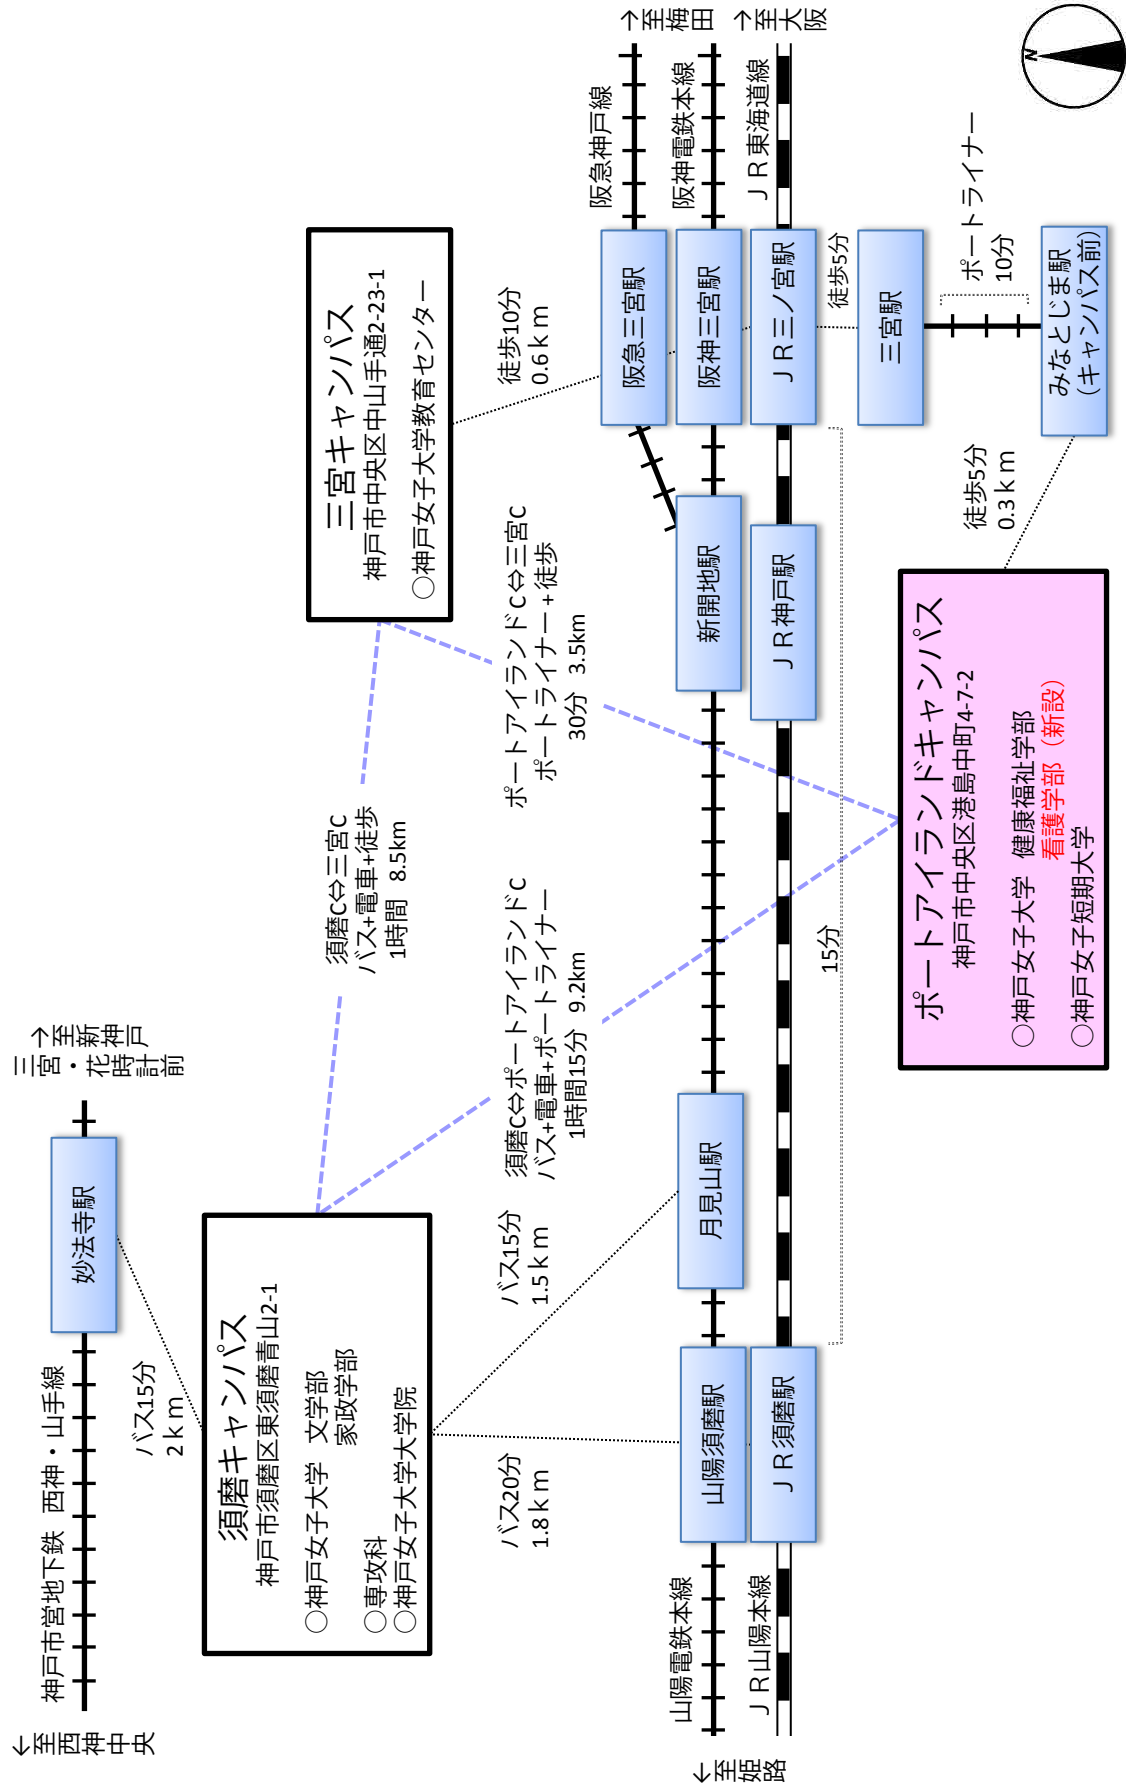 ←至西神中央
神戸市営地下鉄 西神・山手線
妙法寺駅
→至新神戸
三宮・花時計前
バス15分
2ｋｍ
須磨キャンパス
神戸市須磨区東須磨青山2-1
○神戸女子大学 文学部
家政学部
○専攻科
○神戸女子大学大学院
須磨C⇔三宮C
バス+電車+徒歩
1時間 8.5km
三宮キャンパス
神戸市中央区中山手通2-23-1
○神戸女子大学教育センター
バス20分
1.8ｋｍ
バス15分
1.5ｋｍ
須磨C⇔ポートアイランドC
バス+電車+ポートライナー
1時間15分 9.2km
ポートアイランドC⇔三宮C
ポートライナー+徒歩
30分 3.5km
徒歩10分
0.6ｋｍ
阪急三宮駅
阪急神戸線
→至梅田
←至姫路
山陽電鉄本線
山陽須磨駅
月見山駅
新開地駅
阪神三宮駅
阪神電鉄本線
ＪＲ山陽本線
ＪＲ須磨駅
ＪＲ神戸駅
ＪＲ三ノ宮駅
ＪＲ東海道線
→至大阪
15分
徒歩5分
三宮駅
ポートライナー
10分
みなとじま駅
（キャンパス前）
徒歩5分
0.3ｋｍ
ポートアイランドキャンパス
神戸市中央区港島中町4-7-2
○神戸女子大学 健康福祉学部
看護学部（新設）
○神戸女子短期大学
N